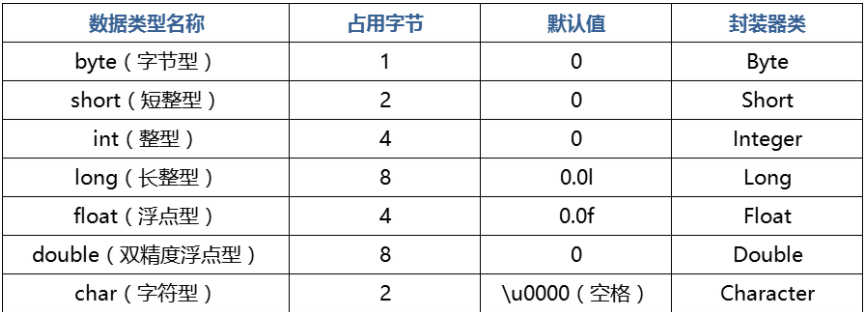 数据类型名称 占用字节 默认值 封装器类
byte（字节型） 1 0 Byte
short（短整型） 2 0 Short
int（整型） 4 0 Integer
long（长整型） 8 0.0l Long
float（浮点型） 4 0.0f Float
double（双精度浮点型） 8 0 Double
char（字符型） 2 \u0000（空格） Character